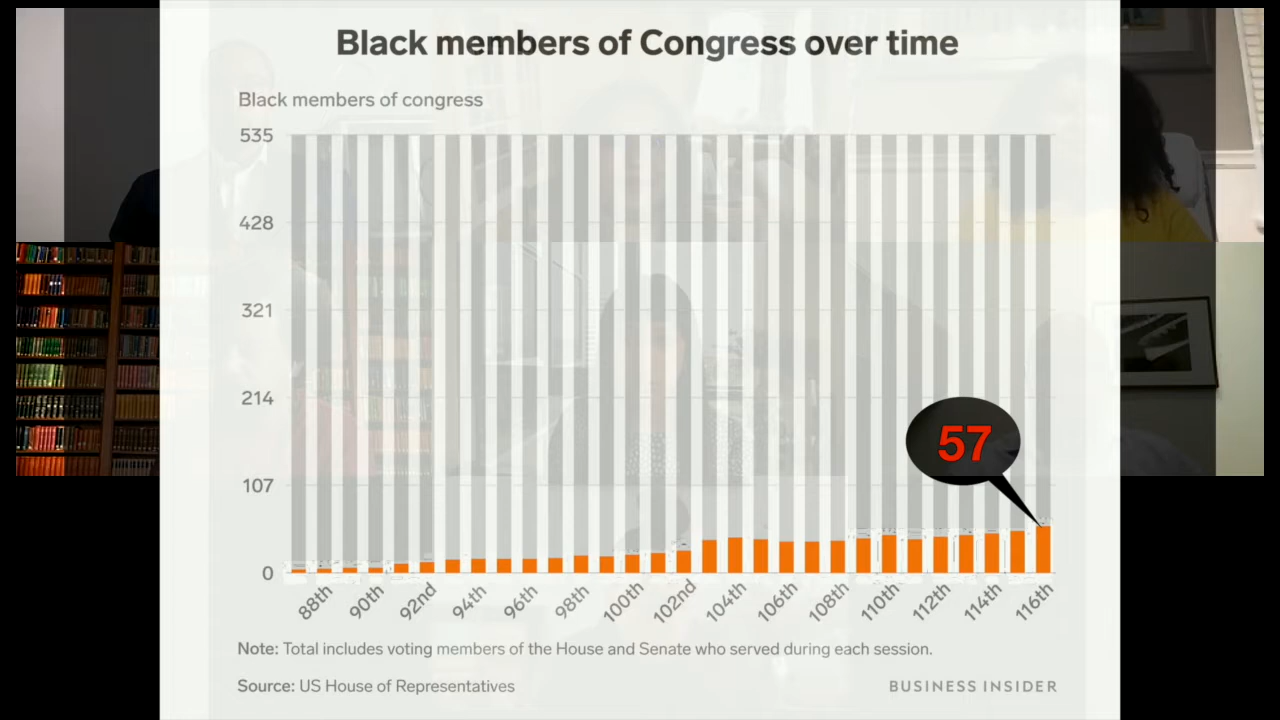 Black members of Congress over time
Black members of congress
535
428
321
214
107
0
57
88th 90th 92nd 94th 96th 98th 100th 102nd 104th 106th 108th 110th 112th 114th 116th
Note: Total includes voting members of the House and Senate who served during each session.
Source: US House of Representatives
BUSINESS INSIDER